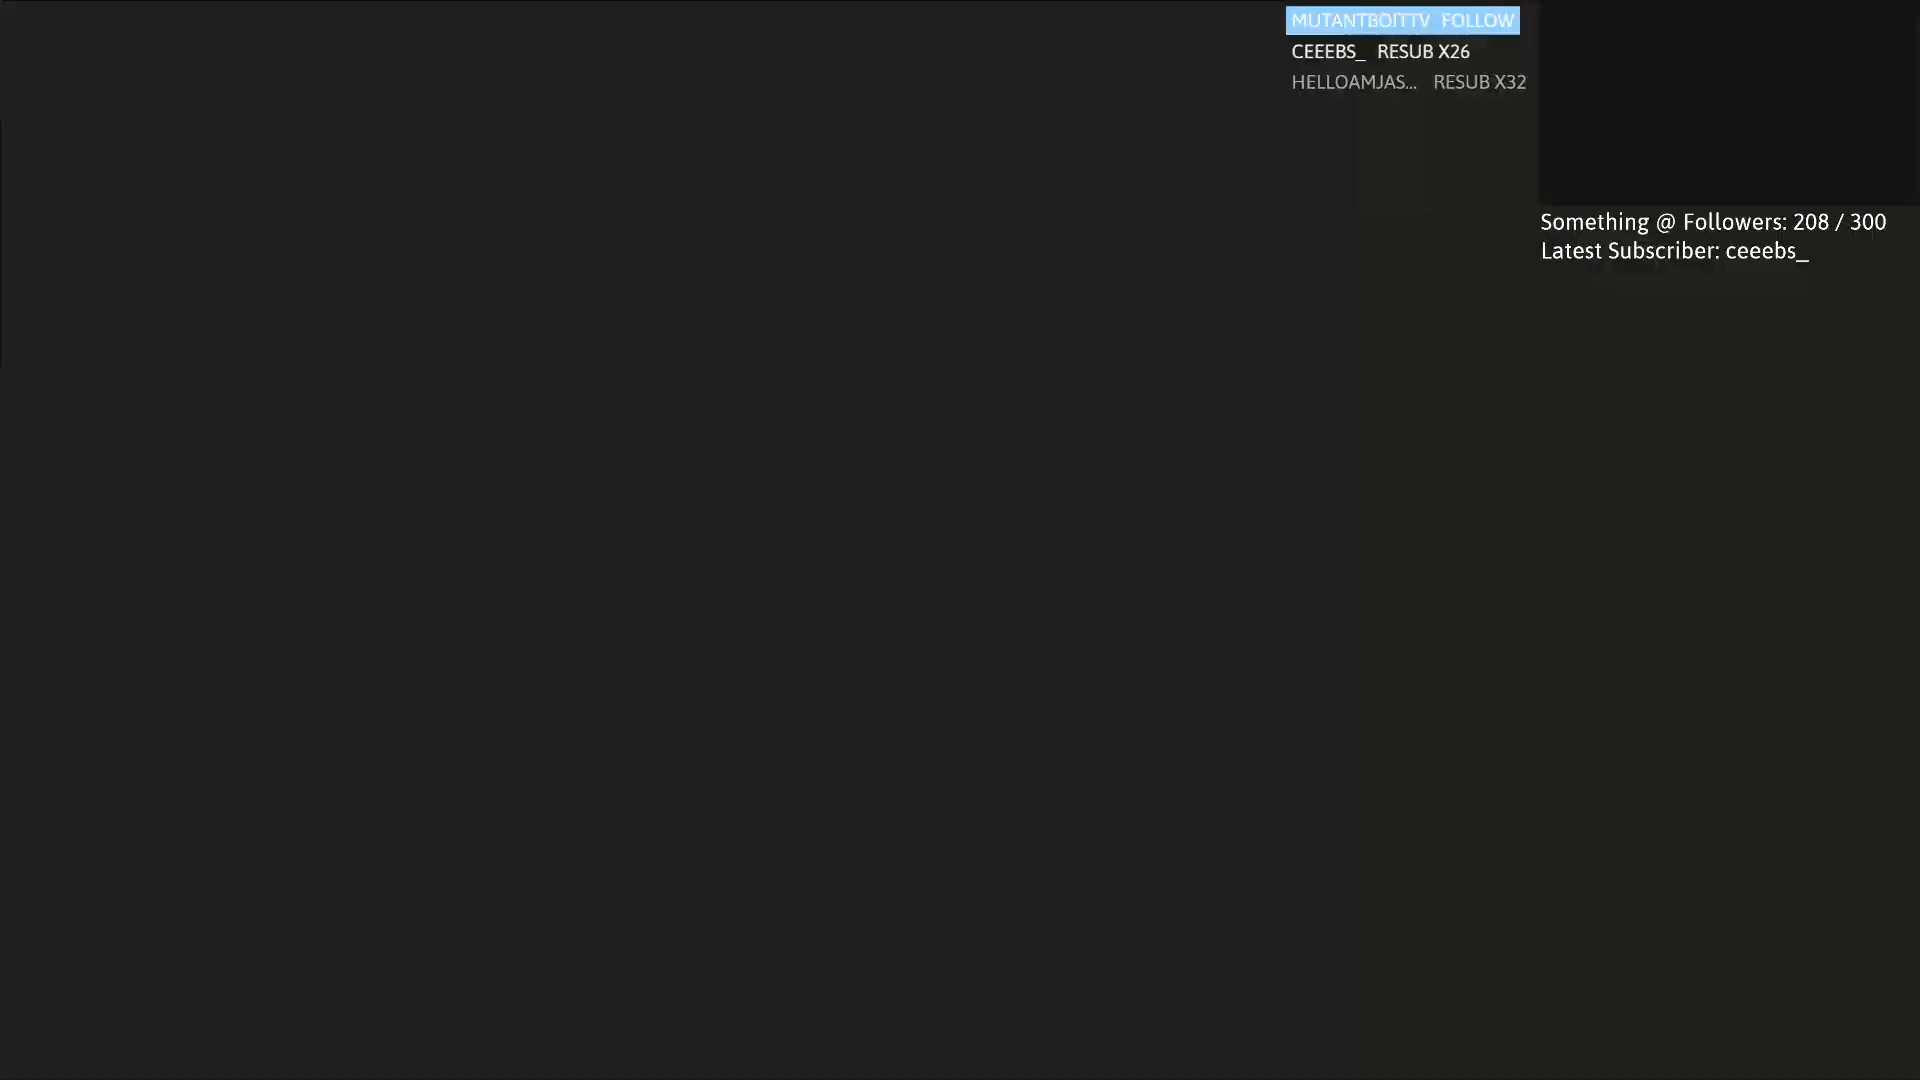 MUTANTBOITTV FOLLOW
CEEEBS_ RESUB X26
HELLOAMJAS... RESUB X32
Something @ Followers: 208 / 300
Latest Subscriber: ceeebs_